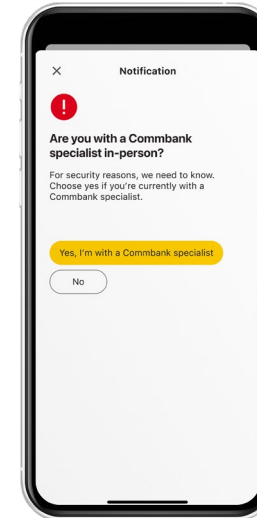 Notification
!
Are you with a Commbank
specialist in-person?
For security reasons, we need to know.
Choose yes if you're currently with a
Commbank specialist.
Yes, I'm with a Commbank specialist
No